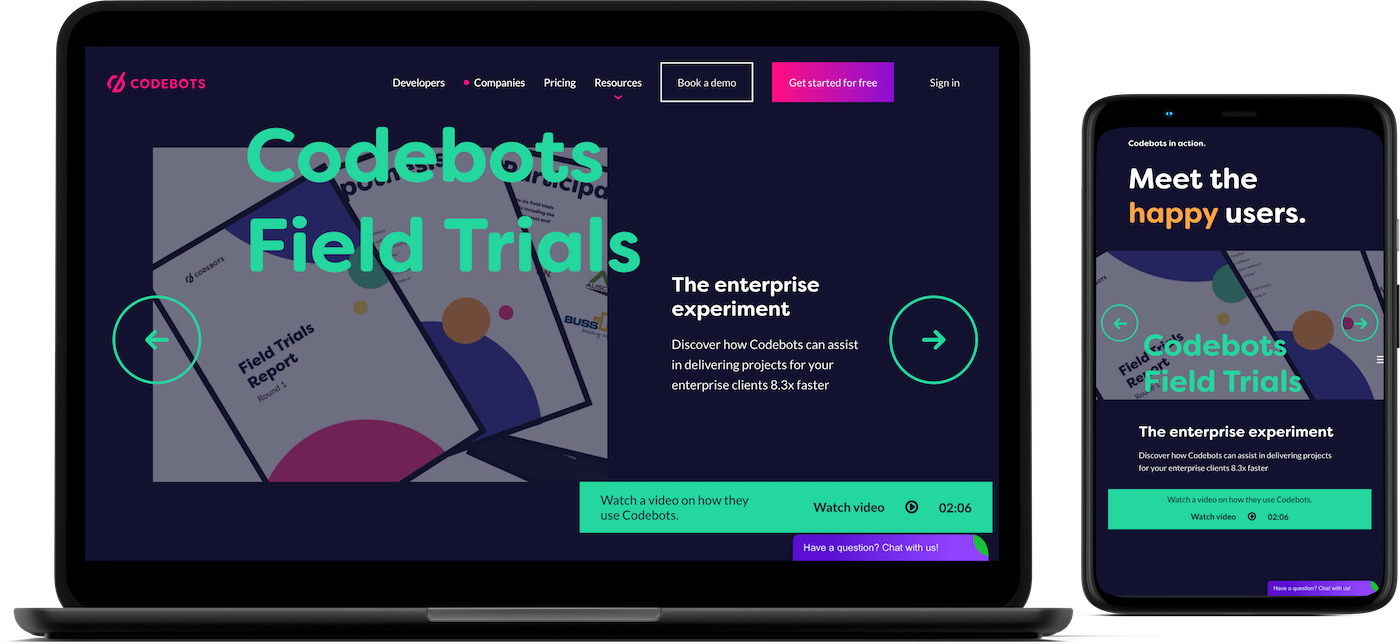 CODEBOTS
Developers
Companies
Pricing
Resources
Book a demo
Get started for free
Sign in
Codebots
Field Trials
CODEBOTS
Field Trials
Report
Round 1
The enterprise
experiment
Discover how Codebots can assist
in delivering projects for your
enterprise clients 8.3x faster
Watch a video on how they
use Codebots.
Watch video
02:06
Have a question? Chat with us!
Codebots in action.
Meet the
happy users.
Codebots
Field Trials
The enterprise experiment
Discover how Codebots can assist in delivering projects
for your enterprise clients 8.3x faster
Watch a video on how they use Codebots.
Watch video
02:06
Have a question? Chat with us!